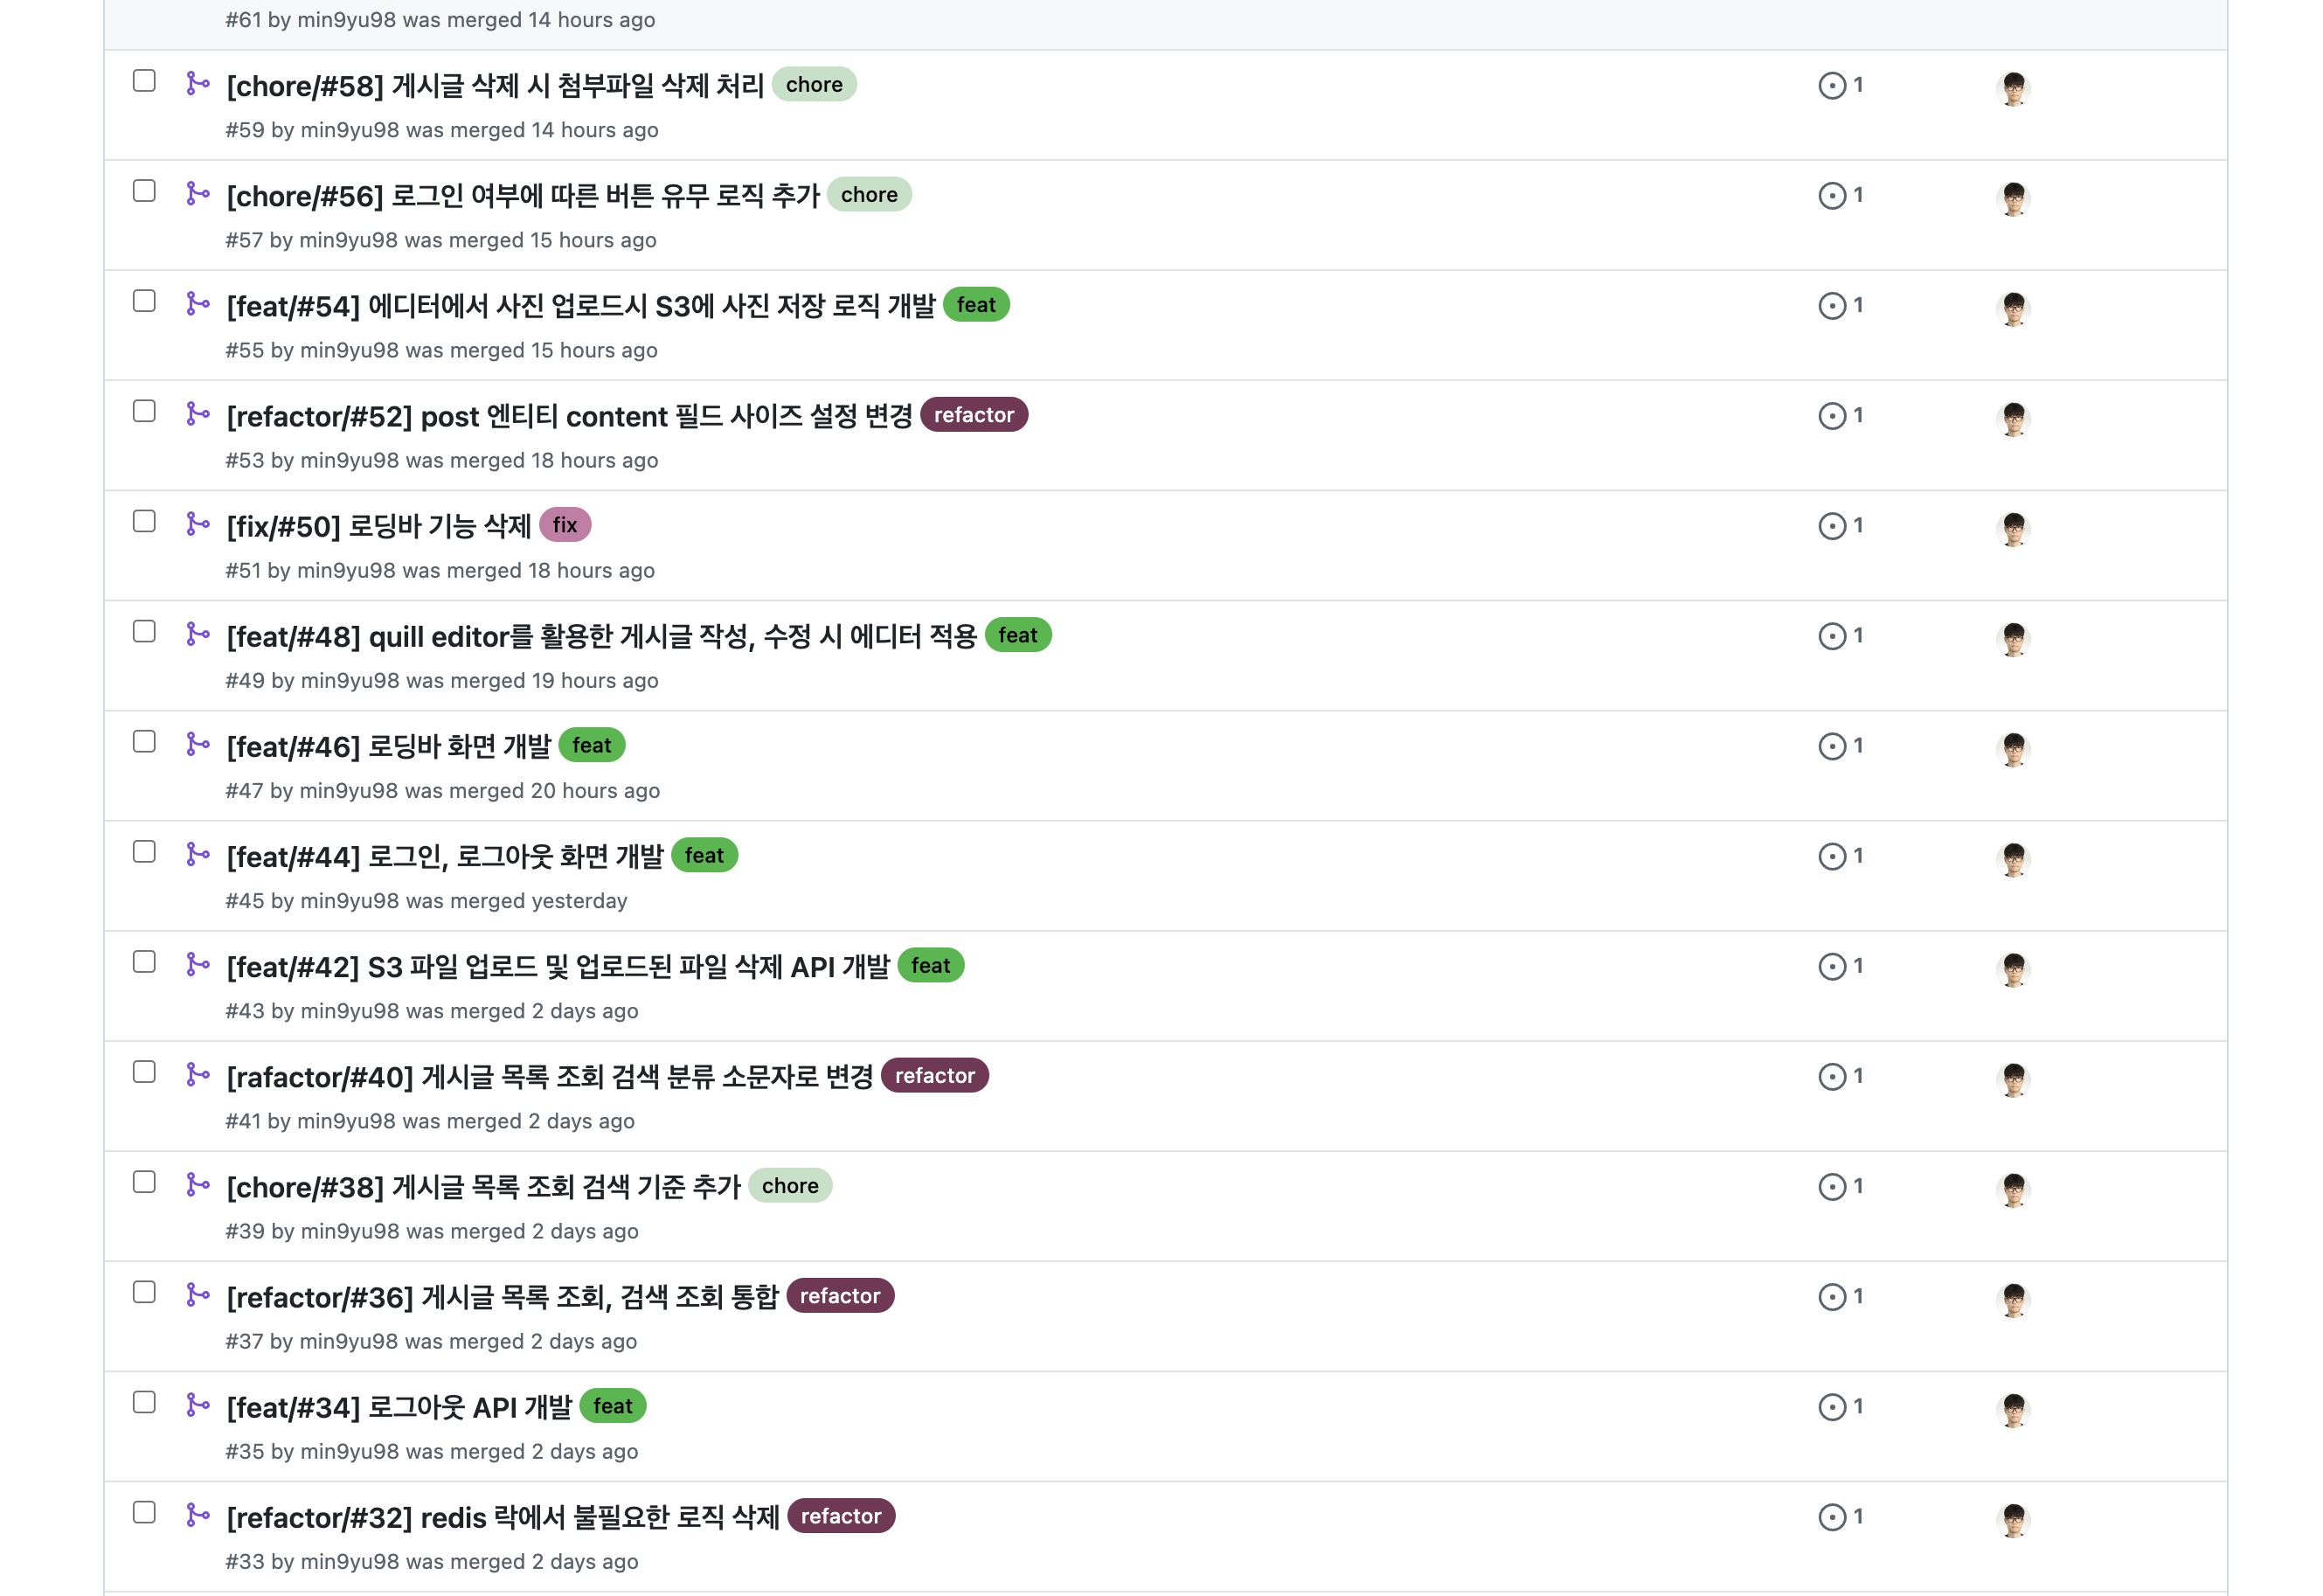 #61 by min9yu98 was merged 14 hours ago
[chore/#58] 게시글 삭제 시 첨부파일 삭제 처리 chore 1
#59 by min9yu98 was merged 14 hours ago
[chore/#56] 로그인 여부에 따른 버튼 유무 로직 추가 chore 1
#57 by min9yu98 was merged 15 hours ago
[feat/#54] 에디터에서 사진 업로드시 S3에 사진 저장 로직 개발 feat 1
#55 by min9yu98 was merged 15 hours ago
[refactor/#52] post 엔티티 content 필드 사이즈 설정 변경 refactor 1
#53 by min9yu98 was merged 18 hours ago
[fix/#50] 로딩바 기능 삭제 fix 1
#51 by min9yu98 was merged 18 hours ago
[feat/#48] quill editor를 활용한 게시글 작성, 수정 시 에디터 적용 feat 1
#49 by min9yu98 was merged 19 hours ago
[feat/#46] 로딩바 화면 개발 feat 1
#47 by min9yu98 was merged 20 hours ago
[feat/#44] 로그인, 로그아웃 화면 개발 feat 1
#45 by min9yu98 was merged yesterday
[feat/#42] S3 파일 업로드 및 업로드된 파일 삭제 API 개발 feat 1
#43 by min9yu98 was merged 2 days ago
[rafactor/#40] 게시글 목록 조회 검색 분류 소문자로 변경 refactor 1
#41 by min9yu98 was merged 2 days ago
[chore/#38] 게시글 목록 조회 검색 기준 추가 chore 1
#39 by min9yu98 was merged 2 days ago
[refactor/#36] 게시글 목록 조회, 검색 조회 통합 refactor 1
#37 by min9yu98 was merged 2 days ago
[feat/#34] 로그아웃 API 개발 feat 1
#35 by min9yu98 was merged 2 days ago
[refactor/#32] redis 락에서 불필요한 로직 삭제 refactor 1
#33 by min9yu98 was merged 2 days ago